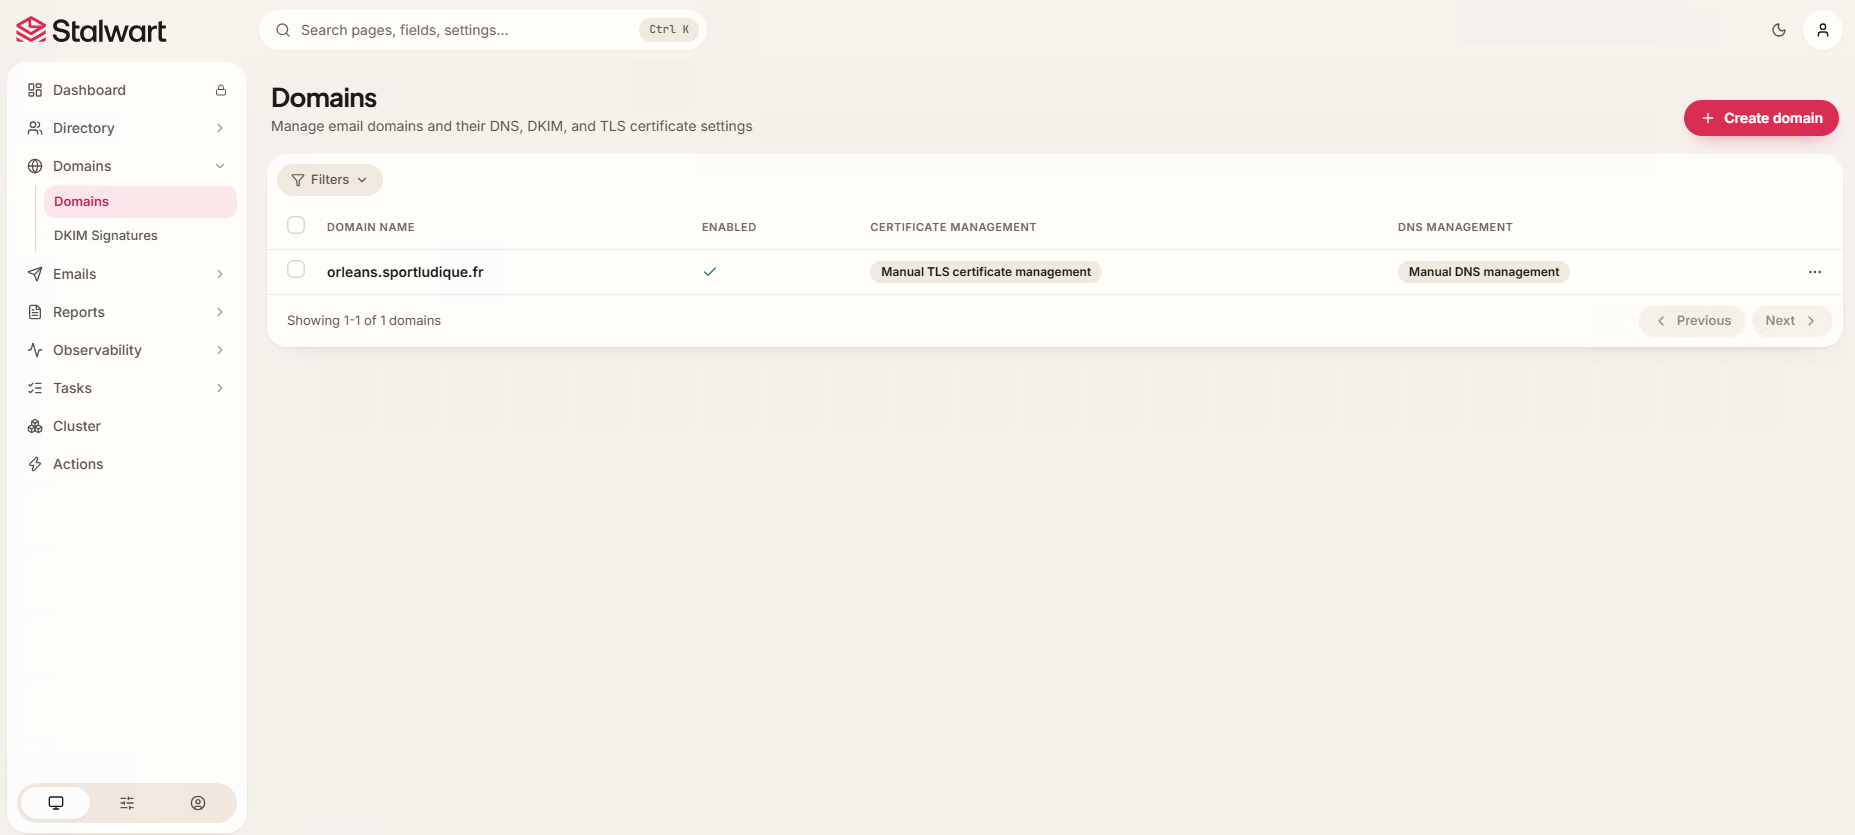 Stalwart
Search pages, fields, settings...
Ctrl K
Dashboard
Directory
Domains
Domains
DKIM Signatures
Emails
Reports
Observability
Tasks
Cluster
Actions
Domains
Manage email domains and their DNS, DKIM, and TLS certificate settings
Create domain
Filters
DOMAIN NAME ENABLED CERTIFICATE MANAGEMENT DNS MANAGEMENT
orleans.sportludique.fr Manual TLS certificate management Manual DNS management
Showing 1-1 of 1 domains
Previous Next